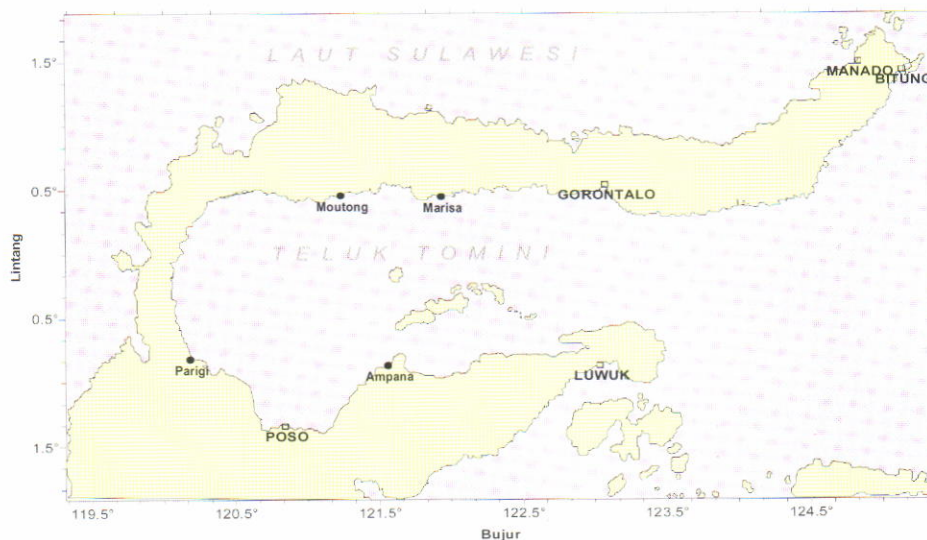 LAUT SULAWESI
1.5°
MANADO
BITUNG
0.5°
Moutong
Marisa
GORONTALO
TELUK TOMINI
Lintang
0.5°
Parigi
Ampana
LUWUK
POSO
1.5°
119.5°
120.5°
121.5°
122.5°
123.5°
124.5°
Bujur